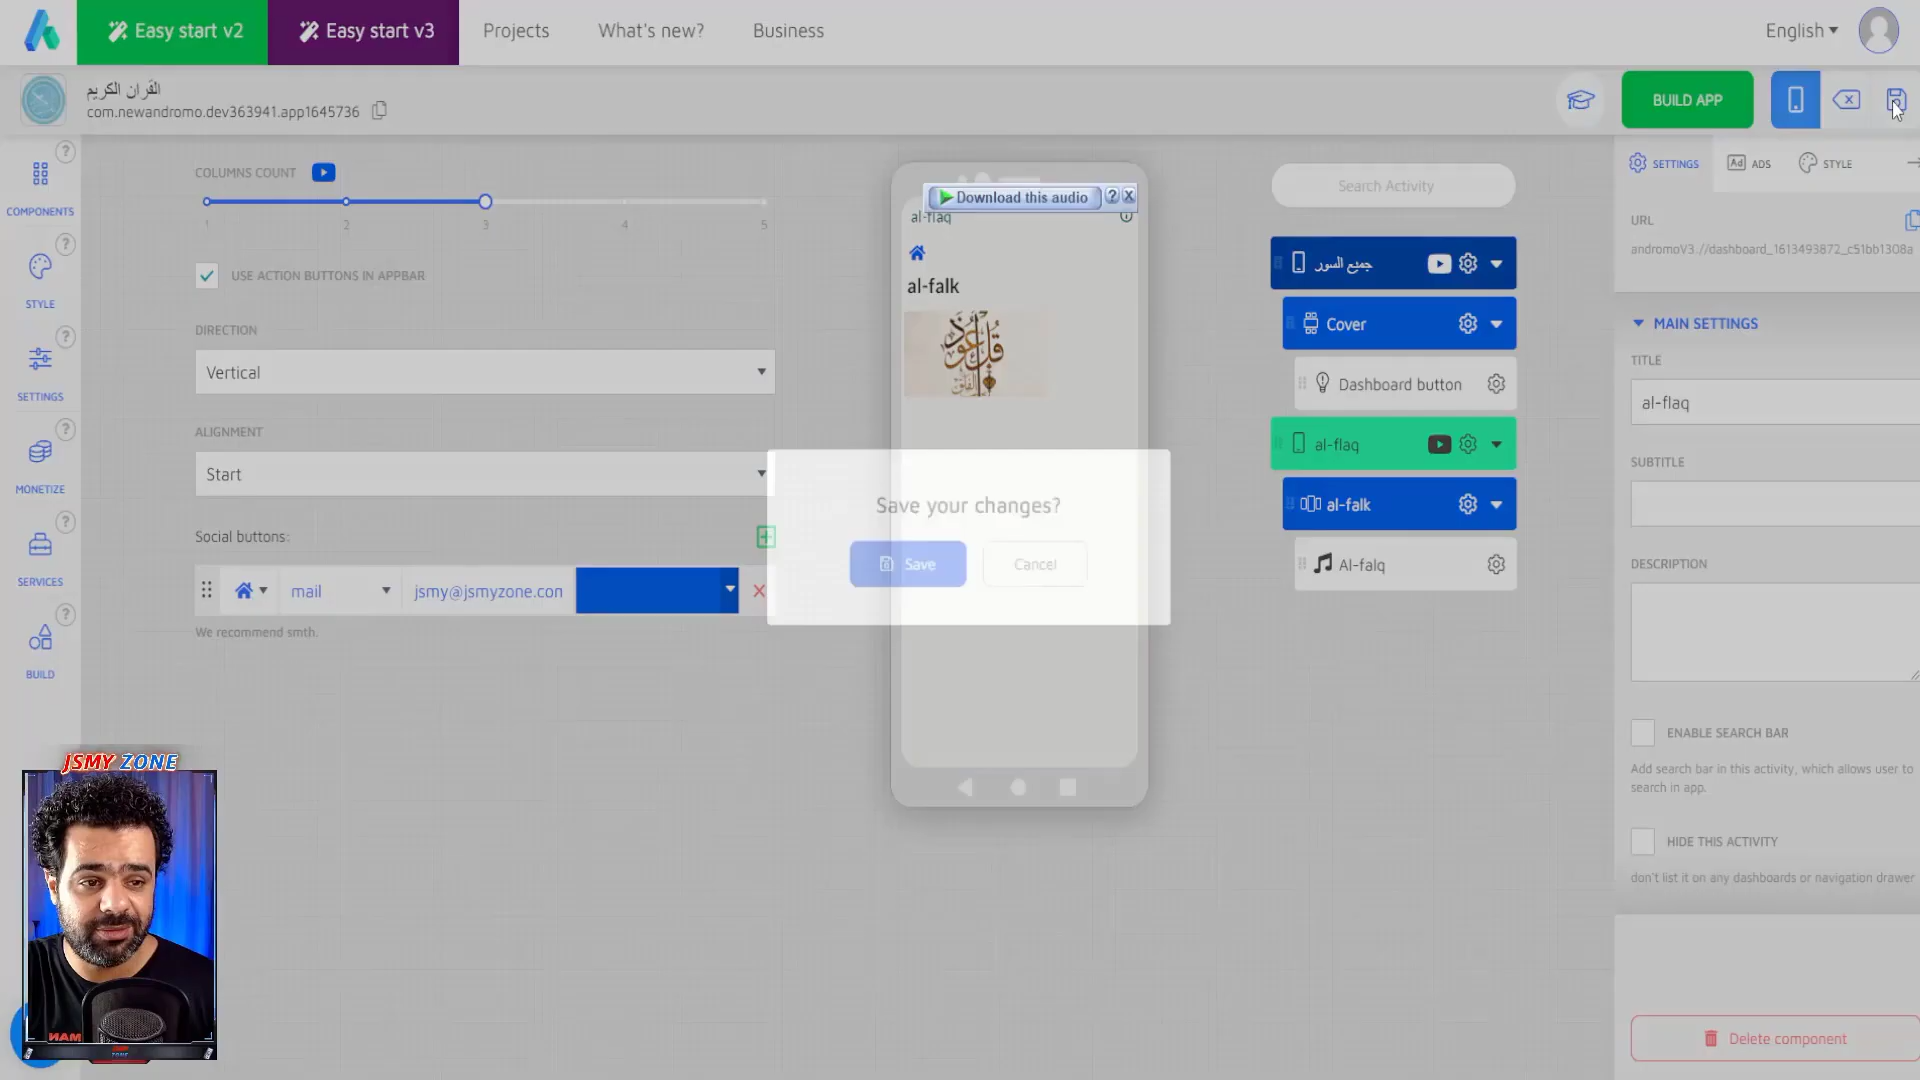 Easy start v2
Easy start v3
Projects
What's new?
Business
English
القرآن الكريم
com.newandromo.dev363941.app1645736
BUILD APP
COMPONENTS
STYLE
SETTINGS
MONETIZE
SERVICES
BUILD
COLUMNS COUNT
1 2 3 4 5
USE ACTION BUTTONS IN APPBAR
DIRECTION
Vertical
ALIGNMENT
Start
Social buttons:
mail
jsmy@jsmyzone.con
We recommend smth.
Download this audio
al-flaq
al-falk
قل أعوذ
الفلق
Save your changes?
Save
Cancel
Search Activity
جميع السور
Cover
Dashboard button
al-flaq
al-falk
Al-falq
SETTINGS
Ad ADS
STYLE
URL
andromoV3://dashboard_1613493872_c51bb1308a
MAIN SETTINGS
TITLE
al-flaq
SUBTITLE
DESCRIPTION
ENABLE SEARCH BAR
Add search bar in this activity, which allows user to
search in app.
HIDE THIS ACTIVITY
don't list it on any dashboards or navigation drawer
Delete component
JSMY ZONE